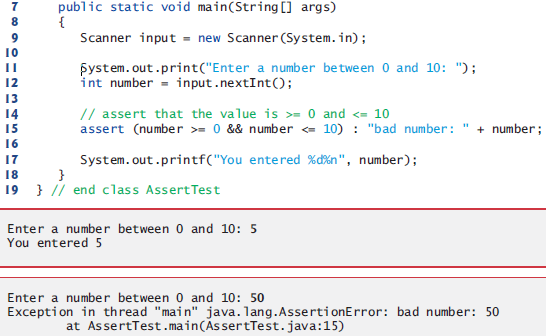 7 public static void main(String[] args)
8 {
9 Scanner input = new Scanner(System.in);
10
11 System.out.print("Enter a number between 0 and 10: ");
12 int number = input.nextInt();
13
14 // assert that the value is >= 0 and <= 10
15 assert (number >= 0 && number <= 10) : "bad number: " + number;
16
17 System.out.printf("You entered %d%n", number);
18 }
19 } // end class AssertTest
Enter a number between 0 and 10: 5
You entered 5
Enter a number between 0 and 10: 50
Exception in thread "main" java.lang.AssertionError: bad number: 50
at AssertTest.main(AssertTest.java:15)